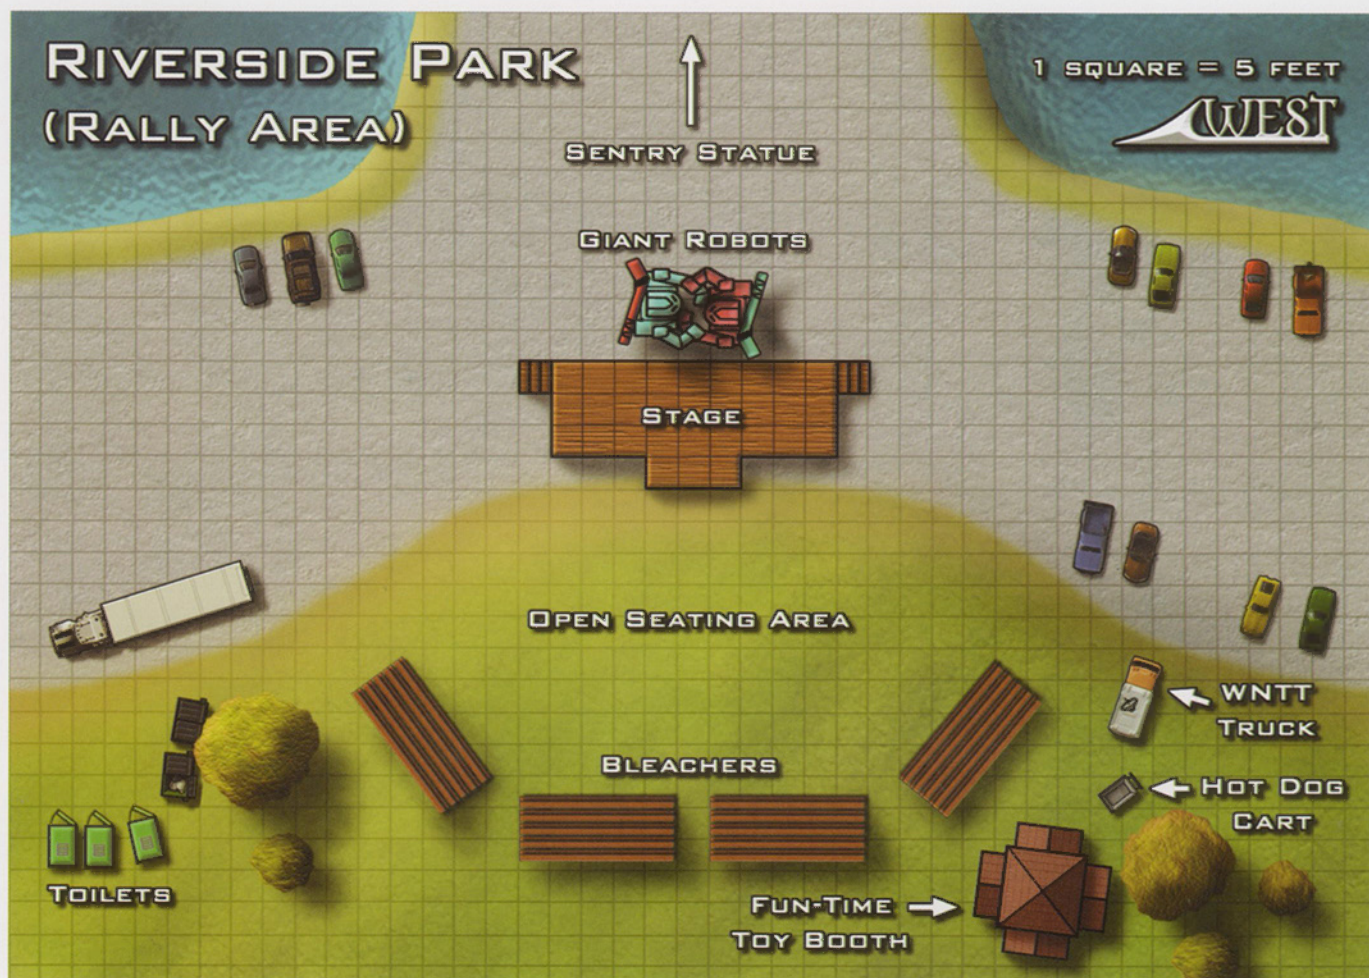 RIVERSIDE PARK
(RALLY AREA)
1 SQUARE = 5 FEET
WEST
SENTRY STATUE
GIANT ROBOTS
STAGE
OPEN SEATING AREA
WNTT
TRUCK
BLEACHERS
HOT DOG
CART
TOILETS
FUN-TIME
TOY BOOTH